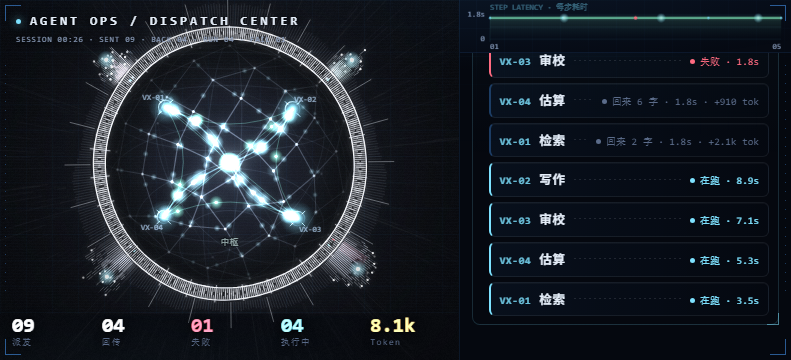 AGENT OPS / DISPATCH CENTER
SESSION 00:26 · SENT 09 · BACK
VX-01
VX-02
VX-04
VX-03
中枢
09
派发
04
回传
01
失败
04
执行中
8.1k
Token
STEP LATENCY · 每步耗时
1.8s
0
01
05
VX-03 审校 失败 · 1.8s
VX-04 估算 回来 6 字 · 1.8s · +910 tok
VX-01 检索 回来 2 字 · 1.8s · +2.1k tok
VX-02 写作 在跑 · 8.9s
VX-03 审校 在跑 · 7.1s
VX-04 估算 在跑 · 5.3s
VX-01 检索 在跑 · 3.5s